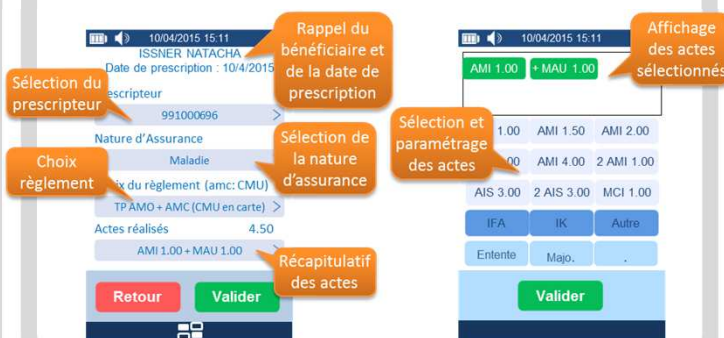 10/04/2015 15:11
ISSNER NATACHA
Date de prescription : 10/4/2015
Rappel du
bénéficiaire et
de la date de
prescription
Sélection du
prescripteur
escripteur
991000696 >
Nature d'Assurance
Maladie
Sélection de
la nature
d'assurance
Choix
règlement
ix du règlement (amc: CMU)
TP AMO + AMC (CMU en carte) >
Actes réalisés 4.50
AMI 1.00 + MAU 1.00
Récapitulatif
des actes
Retour Valider
10/04/2015 15:11
Affichage
des actes
sélectionnés
AMI 1.00 + MAU 1.00
Sélection et
paramétrage
des actes
1.00 AMI 1.50 AMI 2.00
00 AMI 4.00 2 AMI 1.00
AIS 3.00 2 AIS 3.00 MCI 1.00
IFA IK Autre
Entente Majo. .
Valider